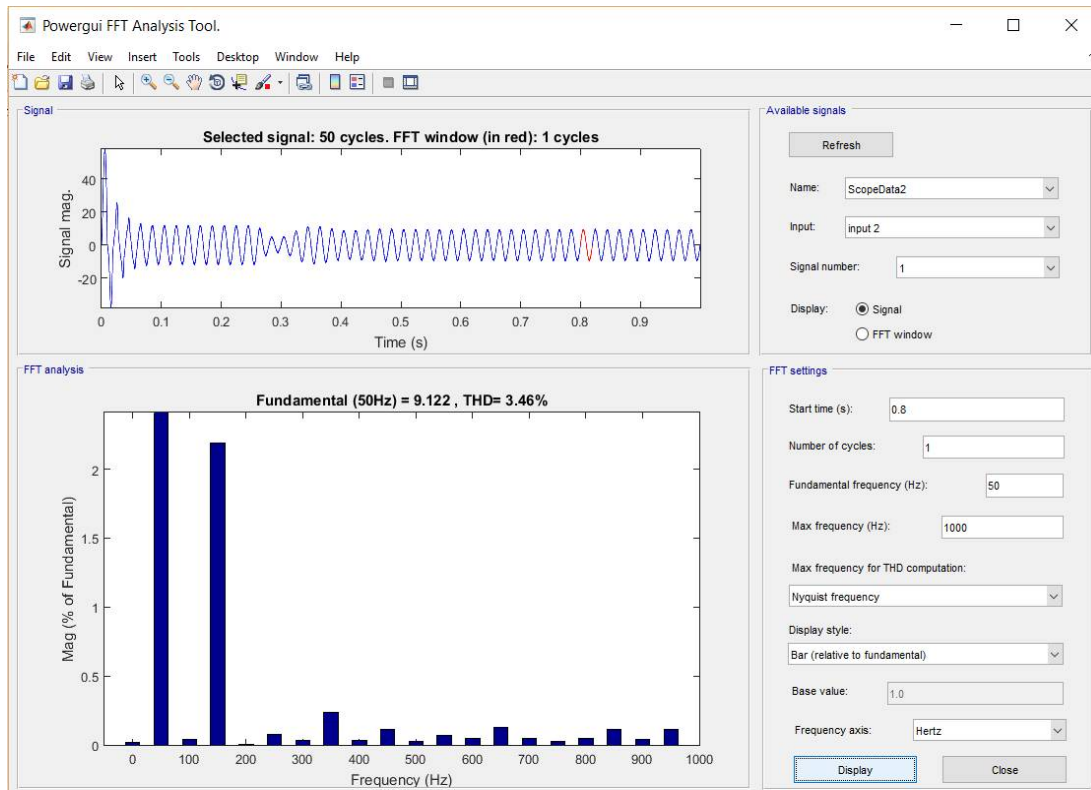 Powergui FFT Analysis Tool.
File Edit View Insert Tools Desktop Window Help
Signal
Selected signal: 50 cycles. FFT window (in red): 1 cycles
Signal mag.
40
20
0
-20
0 0.1 0.2 0.3 0.4 0.5 0.6 0.7 0.8 0.9
Time (s)
FFT analysis
Fundamental (50Hz) = 9.122 , THD= 3.46%
Mag (% of Fundamental)
2
1.5
1
0.5
0
0 100 200 300 400 500 600 700 800 900 1000
Frequency (Hz)
Available signals
Refresh
Name: ScopeData2
Input: input 2
Signal number: 1
Display: Signal
FFT window
FFT settings
Start time (s): 0.8
Number of cycles: 1
Fundamental frequency (Hz): 50
Max frequency (Hz): 1000
Max frequency for THD computation:
Nyquist frequency
Display style:
Bar (relative to fundamental)
Base value: 1.0
Frequency axis: Hertz
Display Close